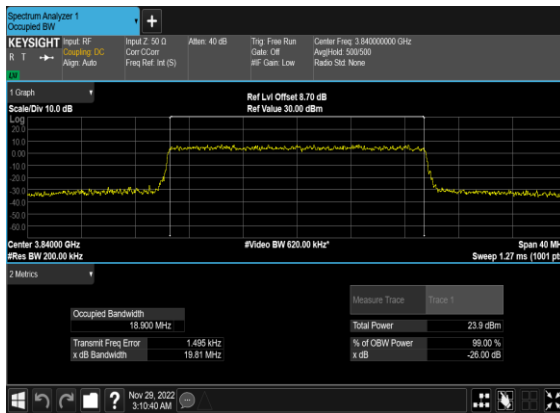 Spectrum Analyzer 1
Occupied BW
KEYSIGHT
R T
Input: RF
Coupling: DC
Align: Auto
Input Z: 50 Ω
Corr CCorr
Freq Ref: Int (S)
Atten: 40 dB
Trig: Free Run
Gate: Off
#IF Gain: Low
Center Freq: 3.840000000 GHz
Avg|Hold: 500/500
Radio Std: None
1 Graph
Scale/Div 10.0 dB
Ref Lvl Offset 8.70 dB
Ref Value 30.00 dBm
Log
20.0
10.0
0.00
-10.0
-20.0
-30.0
-40.0
-50.0
-60.0
Center 3.84000 GHz
#Res BW 200.00 kHz
#Video BW 620.00 kHz*
Span 40 MH
Sweep 1.27 ms (1001 pt
2 Metrics
Occupied Bandwidth
18.900 MHz
Transmit Freq Error 1.495 kHz
x dB Bandwidth 19.81 MHz
Measure Trace Trace 1
Total Power 23.9 dBm
% of OBW Power 99.00 %
x dB -26.00 dB
Nov 29, 2022
3:10:40 AM